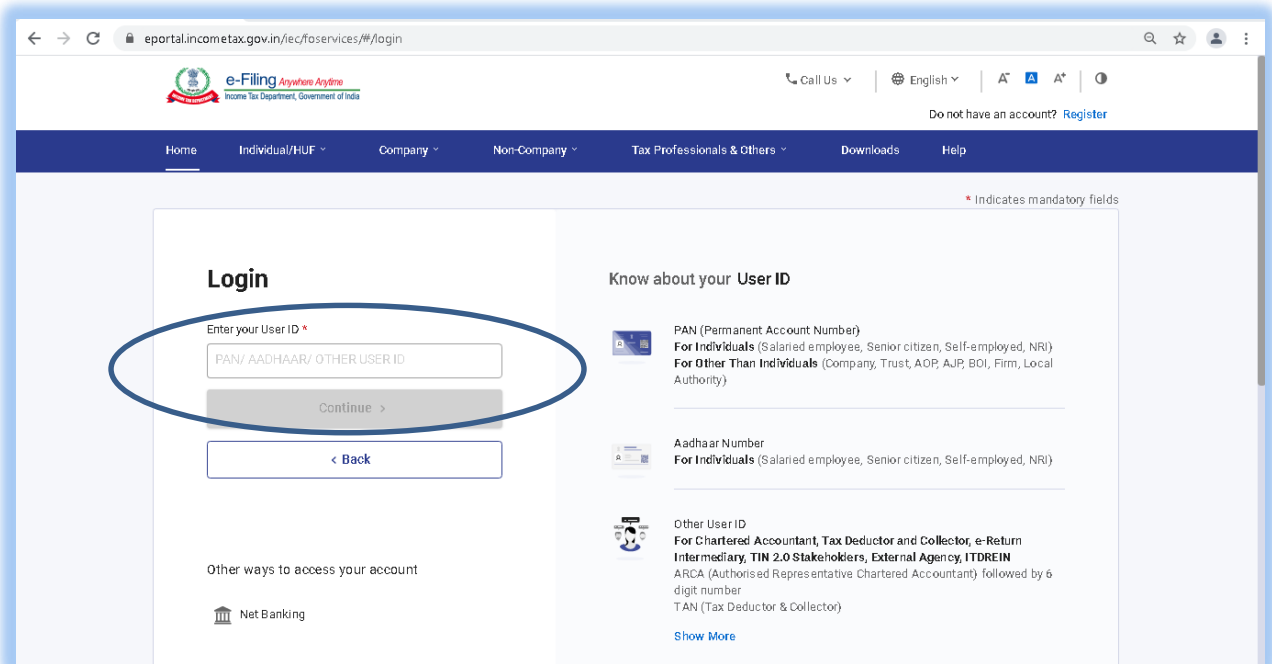 eportal.incometax.gov.in/iec/foservices/#/login
e-Filing Anywhere Anytime
Income Tax Department, Government of India
Call Us
English
A- A A+
Do not have an account? Register
Home Individual/HUF Company Non-Company Tax Professionals & Others Downloads Help
* Indicates mandatory fields
Login
Enter your User ID *
PAN/ AADHAAR/ OTHER USER ID
Continue >
< Back
Other ways to access your account
Net Banking
Know about your User ID
PAN (Permanent Account Number)
For Individuals (Salaried employee, Senior citizen, Self-employed, NRI)
For Other Than Individuals (Company, Trust, AOP, AJP, BOI, Firm, Local
Authority)
Aadhaar Number
For Individuals (Salaried employee, Senior citizen, Self-employed, NRI)
Other User ID
For Chartered Accountant, Tax Deductor and Collector, e-Return
Intermediary, TIN 2.0 Stakeholders, External Agency, ITDREIN
ARCA (Authorised Representative Chartered Accountant) followed by 6
digit number
TAN (Tax Deductor & Collector)
Show More